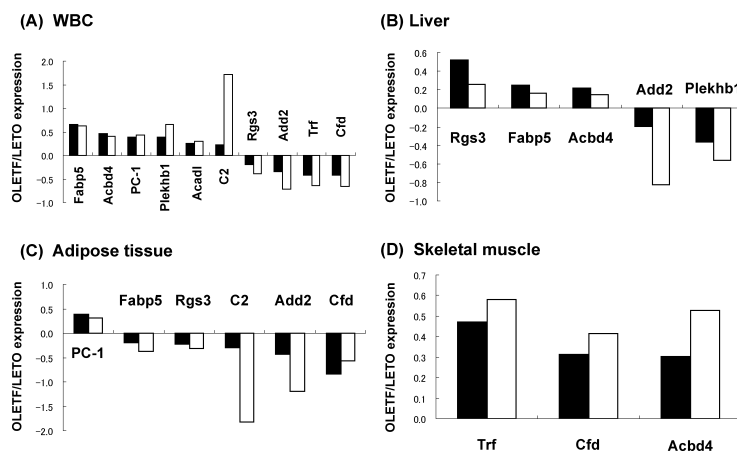 (A) WBC
OLETF/LETO expression
2.0
1.5
1.0
0.5
0.0
−0.5
−1.0
Fabp5
Acbd4
PC-1
Plekhb1
Acadl
C2
Rgs3
Add2
Trf
Cfd
(B) Liver
OLETF/LETO expression
0.6
0.4
0.2
0.0
−0.2
−0.4
−0.6
−0.8
−1.0
Rgs3
Fabp5
Acbd4
Add2
Plekhb1
(C) Adipose tissue
OLETF/LETO expression
1.0
0.5
0.0
−0.5
−1.0
−1.5
−2.0
PC-1
Fabp5
Rgs3
C2
Add2
Cfd
(D) Skeletal muscle
OLETF/LETO expression
0.7
0.6
0.5
0.4
0.3
0.2
0.1
0.0
Trf
Cfd
Acbd4